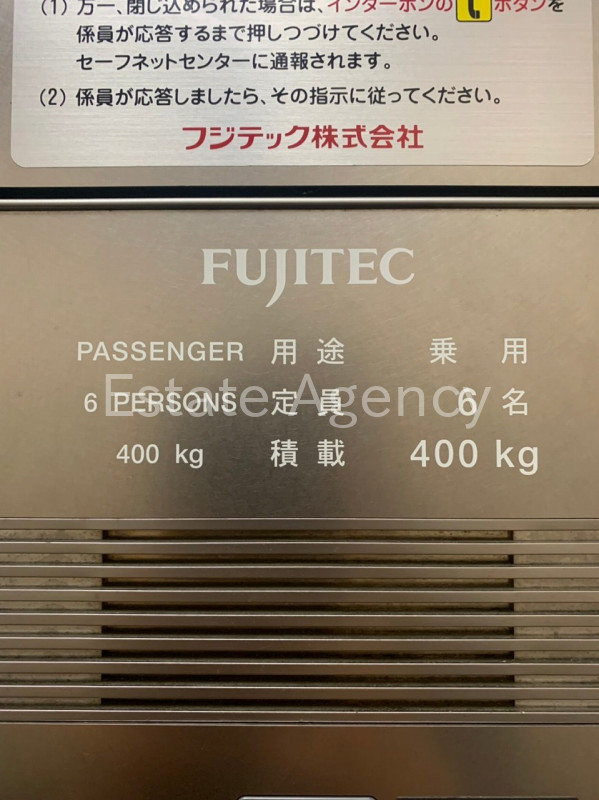 (1) 万一、閉じ込められた場合は、インターホンの ボタンを
係員が応答するまで押しつづけてください。
セーフネットセンターに通報されます。
(2) 係員が応答しましたら、その指示に従ってください。
フジテック株式会社
FUJITEC
PASSENGER 用途 乗用
6 PERSONS 定員 6名
Estate Agency
400 kg 積載 400 kg